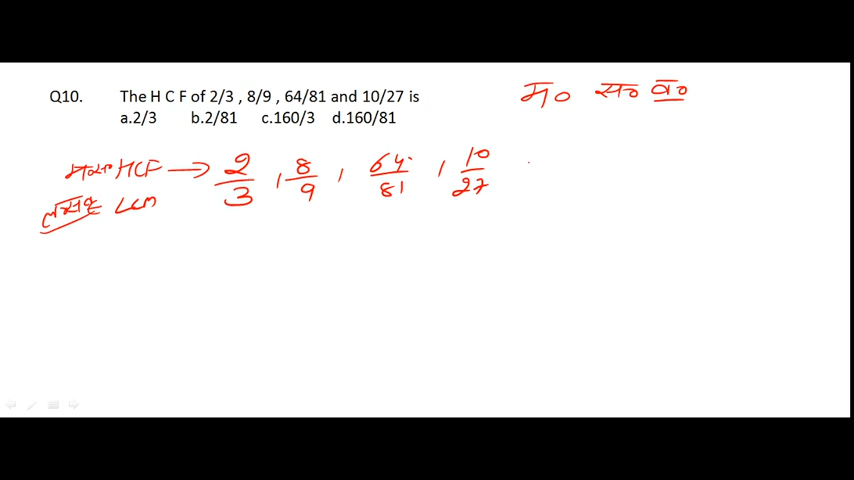 Q10. The H C F of 2/3 , 8/9 , 64/81 and 10/27 is
a.2/3 b.2/81 c.160/3 d.160/81
म० स० व०
HCF → 2/3 , 8/9 , 64/81 , 10/27
LCM